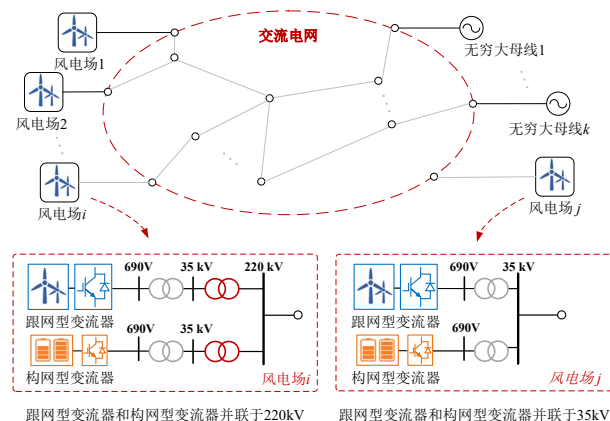 交流电网
风电场1
风电场2
风电场i
无穷大母线1
无穷大母线k
风电场j
690V 35 kV 220 kV
跟网型变流器
690V 35 kV
构网型变流器
风电场i
690V 35 kV
跟网型变流器
690V
构网型变流器
风电场j
跟网型变流器和构网型变流器并联于220kV
跟网型变流器和构网型变流器并联于35kV